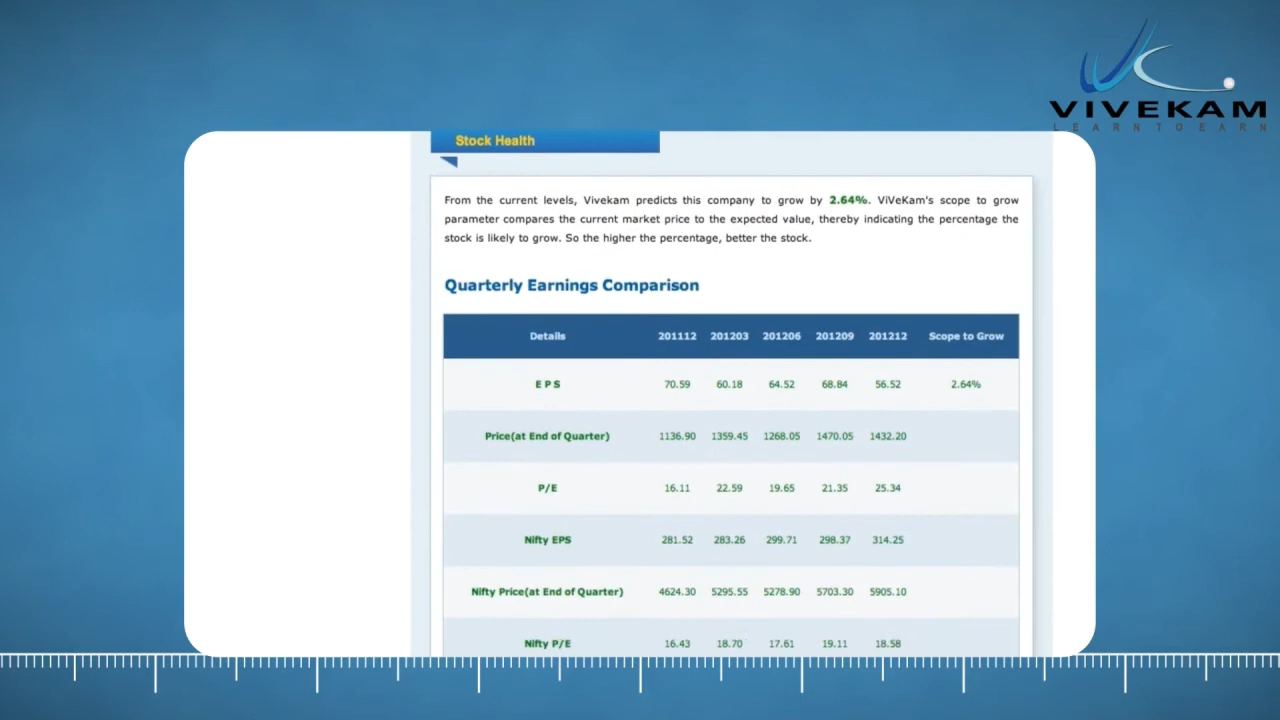 VIVEKAM
LEARN TO EARN
Stock Health
From the current levels, Vivekam predicts this company to grow by 2.64%. ViVeKam's scope to grow
parameter compares the current market price to the expected value, thereby indicating the percentage the
stock is likely to grow. So the higher the percentage, better the stock.
Quarterly Earnings Comparison
Details 201112 201203 201206 201209 201212 Scope to Grow
E P S 70.59 60.18 64.52 68.84 56.52 2.64%
Price(at End of Quarter) 1136.90 1359.45 1268.05 1470.05 1432.20
P/E 16.11 22.59 19.65 21.35 25.34
Nifty EPS 281.52 283.26 299.71 298.37 314.25
Nifty Price(at End of Quarter) 4624.30 5295.55 5278.90 5703.30 5905.10
Nifty P/E 16.43 18.70 17.61 19.11 18.58